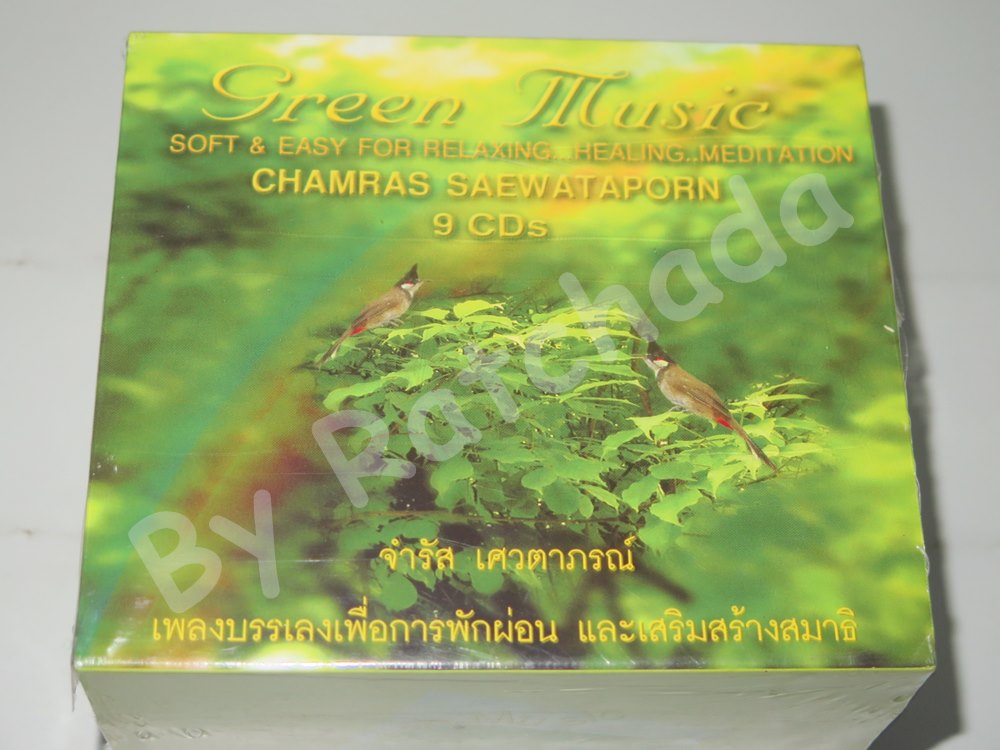 Green Music
SOFT & EASY FOR RELAXING...HEALING..MEDITATION
CHAMRAS SAEWATAPORN
9 CDs
By Ratchada
จำรัส เศวตาภรณ์
เพลงบรรเลงเพื่อการพักผ่อน และเสริมสร้างสมาธิ